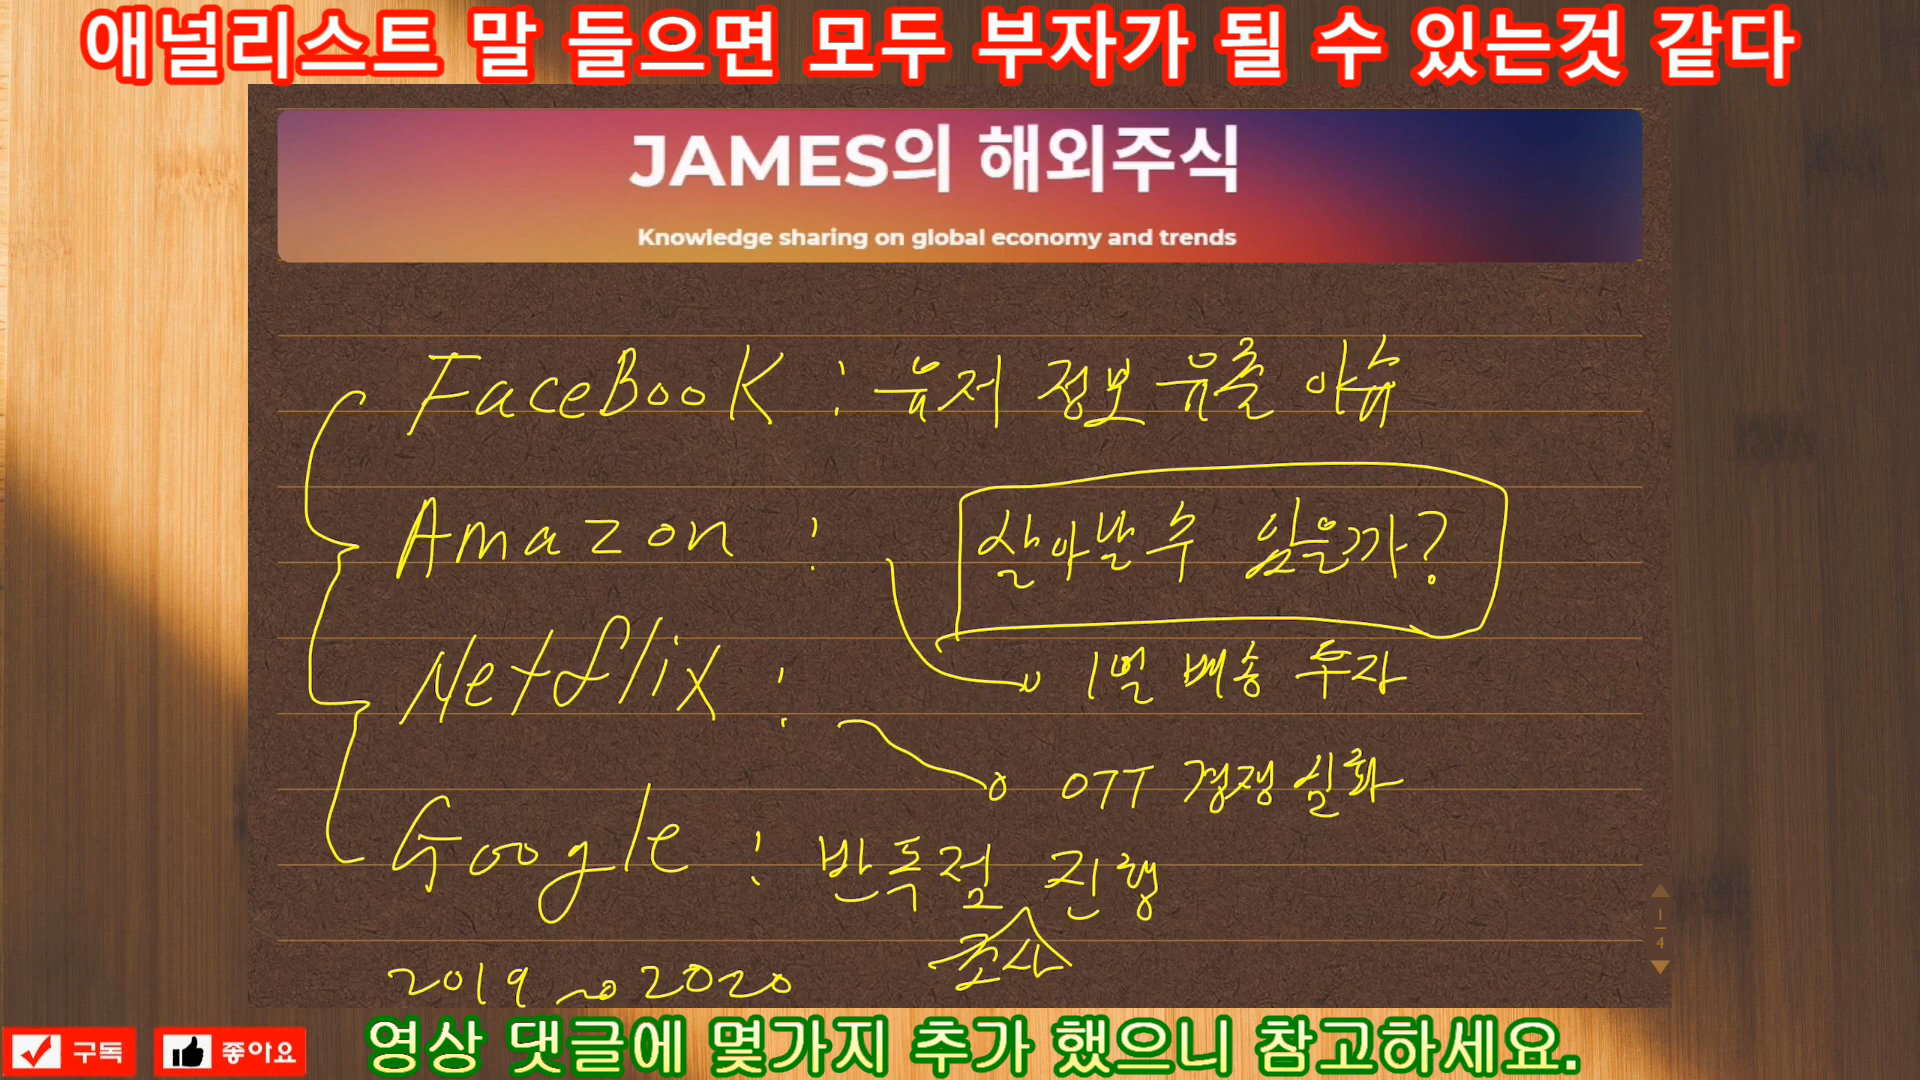 애널리스트 말 들으면 모두 부자가 될 수 있는것 같다
JAMES의 해외주식
Knowledge sharing on global economy and trends
FaceBook : 유저 정보 유출 이슈
Amazon : 살아날 수 있을까?
1일 배송 투자
Netflix :
OTT 경쟁 심화
Google : 반독점 진행
조사
2019 ~ 2020
1
4
구독 좋아요 영상 댓글에 몇가지 추가 했으니 참고하세요.